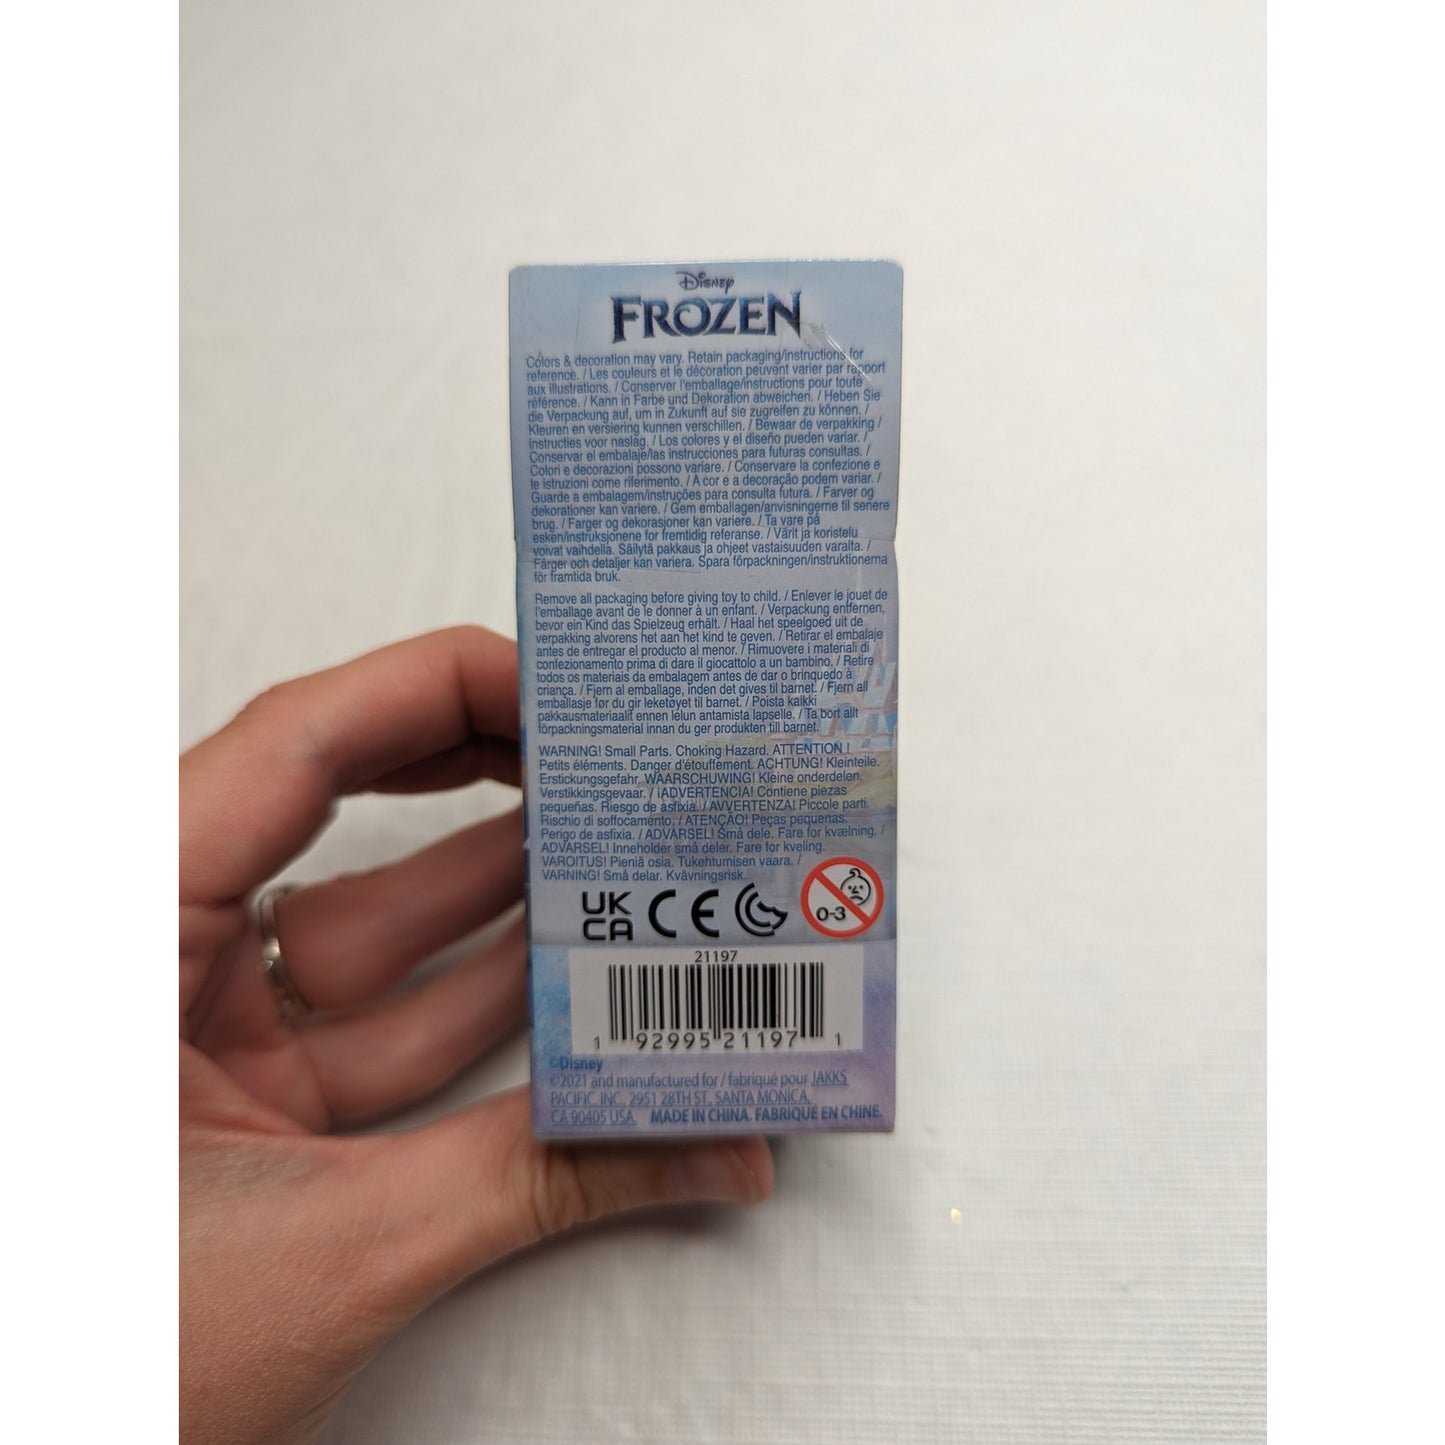 Disney
FROZEN
Colors & decoration may vary. Retain packaging/instructions for
reference. / Les couleurs et le décoration peuvent varier par rapport
aux illustrations. / Conserver l'emballage/instructions pour toute
référence. / Kann in Farbe und Dekoration abweichen. / Heben Sie
die Verpackung auf, um in Zukunft auf sie zugreifen zu können. /
Kleuren en versiering kunnen verschillen. / Bewaar de verpakking /
instructies voor naslag. / Los colores y el diseño pueden variar. /
Conservar el embalaje/las instrucciones para futuras consultas. /
Colori e decorazioni possono variare. / Conservare la confezione e
le istruzioni come riferimento. / A cor e a decoração podem variar. /
Guarde a embalagem/instruções para consulta futura. / Farver og
dekorationer kan variere. / Gem emballagen/anvisningerne til senere
brug. / Farger og dekorasjoner kan variere. / Ta vare på
esken/instruksjonene for fremtidig referanse. / Värit ja koristelu
voivat vaihdella. Säilytä pakkaus ja ohjeet vastaisuuden varalta. /
Färger och detaljer kan variera. Spara förpackningen/instruktionerna
för framtida bruk.
Remove all packaging before giving toy to child. / Enlever le jouet de
l'emballage avant de le donner à un enfant. / Verpackung entfernen,
bevor ein Kind das Spielzeug erhält. / Haal het speelgoed uit de
verpakking alvorens het aan het kind te geven. / Retirar el embalaje
antes de entregar el producto al menor. / Rimuovere i materiali di
confezionamento prima di dare il giocattolo a un bambino. / Retire
todos os materiais da embalagem antes de dar o brinquedo à
criança. / Fjern al emballage, inden det gives til barnet. / Fjern all
emballasje før du gir leketøyet til barnet. / Poista kaikki
pakkausmateriaalit ennen lelun antamista lapselle. / Ta bort allt
förpackningsmaterial innan du ger produkten till barnet.
WARNING! Small Parts. Choking Hazard. ATTENTION !
Petits éléments. Danger d'étouffement. ACHTUNG! Kleinteile.
Erstickungsgefahr. WAARSCHUWING! Kleine onderdelen.
Verstikkingsgevaar. / ¡ADVERTENCIA! Contiene piezas
pequeñas. Riesgo de asfixia. / AVVERTENZA! Piccole parti.
Rischio di soffocamento. / ATENÇÃO! Peças pequenas.
Perigo de asfixia. / ADVARSEL! Små dele. Fare for kvælning. /
ADVARSEL! Inneholder små deler. Fare for kveling.
VAROITUS! Pieniä osia. Tukehtumisen vaara. /
VARNING! Små delar. Kvävningsrisk.
UK
CA CE 0-3
21197
1 92995 21197 1
©Disney
©2021 and manufactured for / fabriqué pour JAKKS
PACIFIC, INC. 2951 28TH ST., SANTA MONICA,
CA 90405 USA. MADE IN CHINA. FABRIQUÉ EN CHINE.